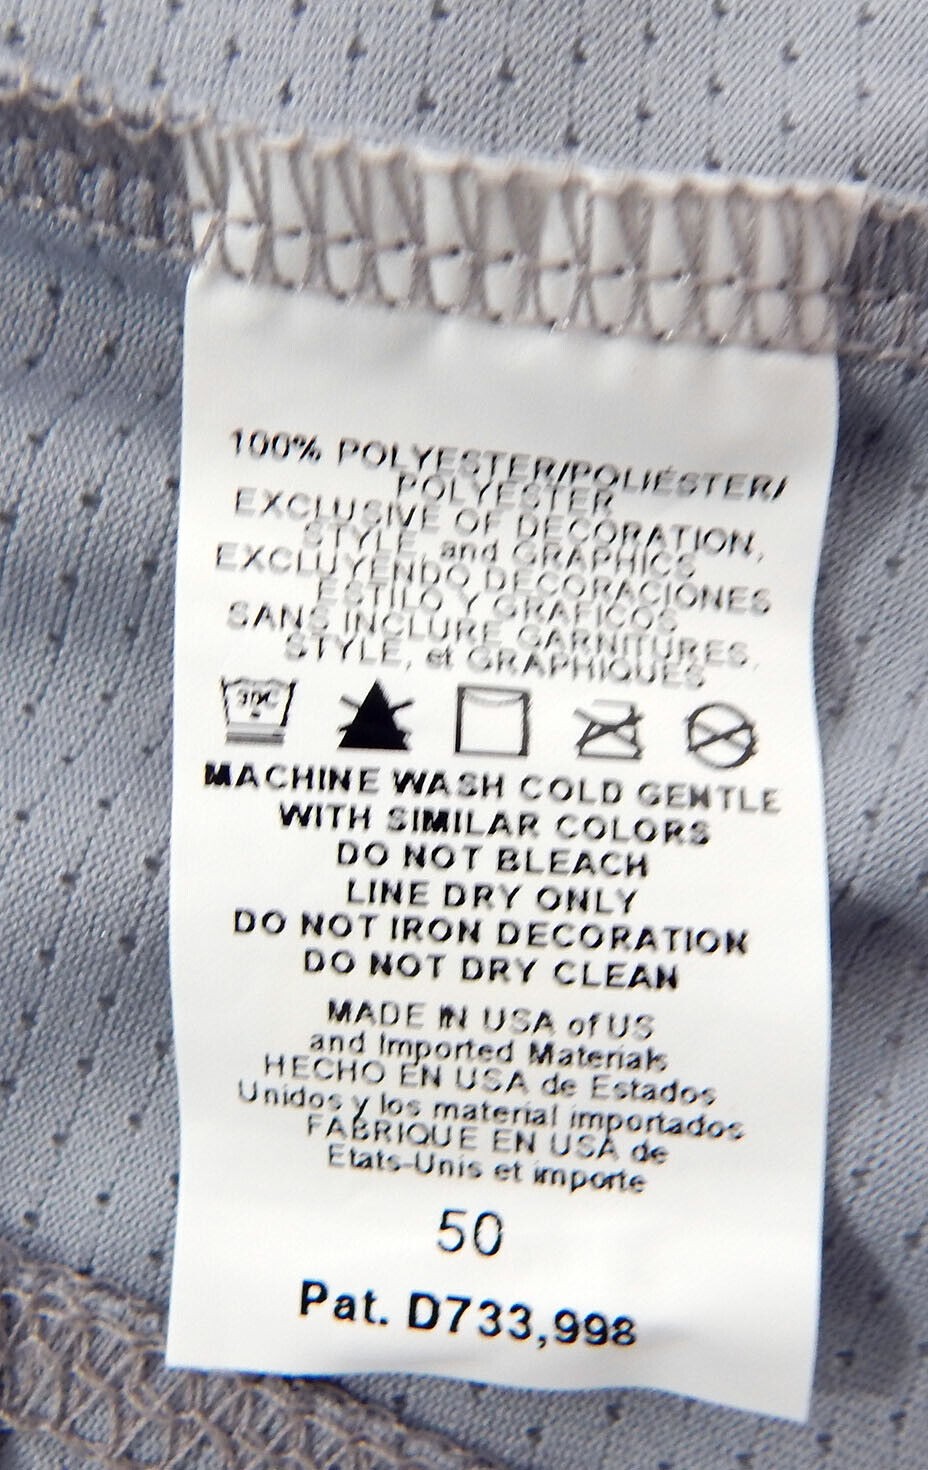 100% POLYESTER/POLIÉSTER/
POLYESTER
EXCLUSIVE OF DECORATION,
STYLE, and GRAPHICS
EXCLUYENDO DECORACIONES
ESTILO Y GRAFICOS
SANS INCLURE GARNITURES,
STYLE, et GRAPHIQUES
30°C
MACHINE WASH COLD GENTLE
WITH SIMILAR COLORS
DO NOT BLEACH
LINE DRY ONLY
DO NOT IRON DECORATION
DO NOT DRY CLEAN
MADE IN USA of US
and Imported Materials
HECHO EN USA de Estados
Unidos y los material importados
FABRIQUE EN USA de
Etats-Unis et importe
50
Pat. D733,998